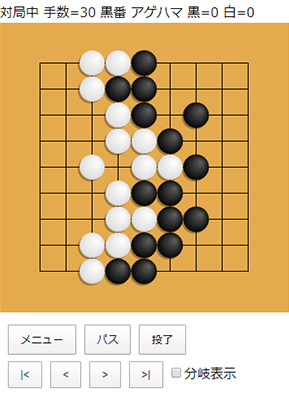 対局中 手数=30 黒番 アゲハマ 黒=0 白=0
メニュー パス 投了
|< < > >| 分岐表示